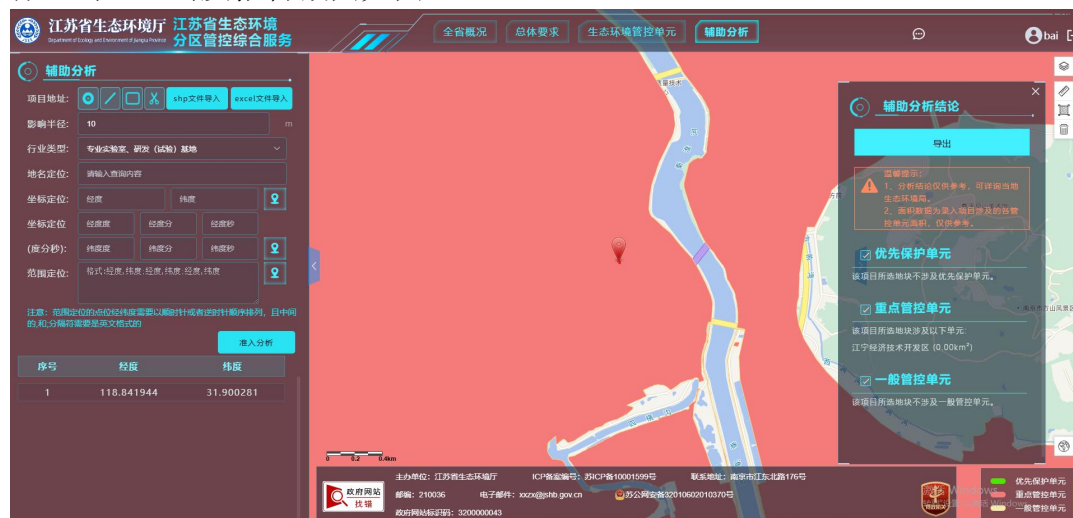 江苏省生态环境厅
Department of Ecology and Environment of Jiangsu Province
江苏省生态环境
分区管控综合服务
全省概况
总体要求
生态环境管控单元
辅助分析
bai
辅助分析
项目地址:
shp文件导入
excel文件导入
影响半径:
10
m
行业类型:
专业实验室、研发（试验）基地
地名定位:
请输入查询内容
坐标定位:
经度
纬度
坐标定位
经度度
经度分
经度秒
(度分秒):
纬度度
纬度分
纬度秒
范围定位:
格式:经度,纬度;经度,纬度;经度,纬度
注意：范围定位的点位经纬度需要以顺时针或者逆时针顺序排列，且中间
的,和;分隔符需要是英文格式的
准入分析
序号
经度
纬度
1
118.841944
31.900281
质量技术
辅助分析结论
导出
温馨提示：
1、分析结论仅供参考，可详询当地
生态环境局。
2、面积数据为录入项目涉及的各管
控单元面积，仅供参考。
优先保护单元
该项目所选地块不涉及优先保护单元。
重点管控单元
该项目所选地块涉及以下单元:
江宁经济技术开发区 (0.00km²)
一般管控单元
该项目所选地块不涉及一般管控单元。
0
0.2
0.4km
政府网站
找错
主办单位：江苏省生态环境厅
ICP备案编号：苏ICP备10001599号
联系地址：南京市江东北路176号
邮编：210036
电子邮件：xxzx@jshb.gov.cn
苏公网安备32010602010370号
政府网站标识码：3200000043
优先保护单元
重点管控单元
一般管控单元